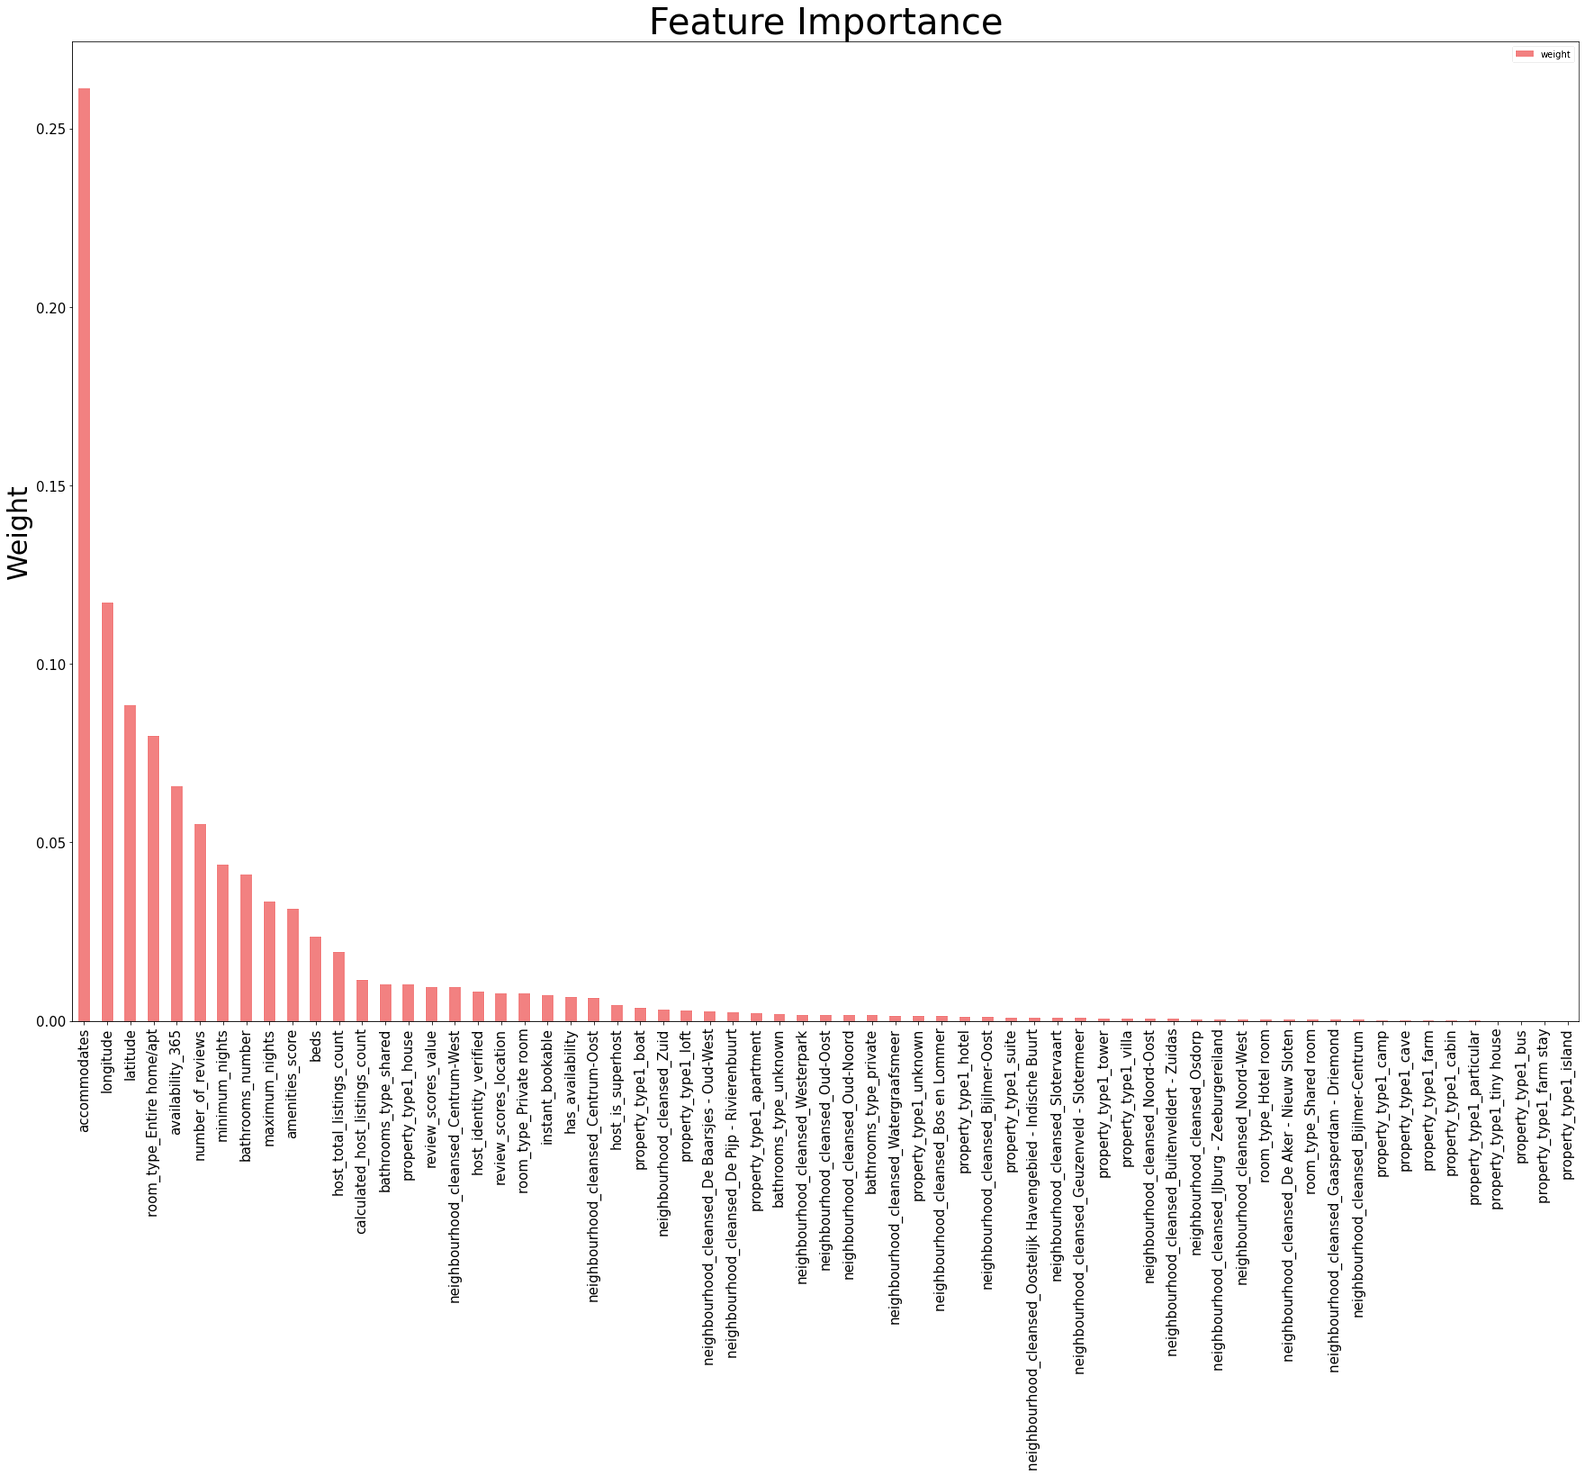 Feature Importance
weight
Weight
0.25
0.20
0.15
0.10
0.05
0.00
accommodates
longitude
latitude
room_type_Entire home/apt
availability_365
number_of_reviews
minimum_nights
bathrooms_number
maximum_nights
amenities_score
beds
host_total_listings_count
calculated_host_listings_count
bathrooms_type_shared
property_type1_house
review_scores_value
neighbourhood_cleansed_Centrum-West
host_identity_verified
review_scores_location
room_type_Private room
instant_bookable
has_availability
neighbourhood_cleansed_Centrum-Oost
host_is_superhost
property_type1_boat
neighbourhood_cleansed_Zuid
property_type1_loft
neighbourhood_cleansed_De Baarsjes - Oud-West
neighbourhood_cleansed_De Pijp - Rivierenbuurt
property_type1_apartment
bathrooms_type_unknown
neighbourhood_cleansed_Westerpark
neighbourhood_cleansed_Oud-Oost
neighbourhood_cleansed_Oud-Noord
bathrooms_type_private
neighbourhood_cleansed_Watergraafsmeer
property_type1_unknown
neighbourhood_cleansed_Bos en Lommer
property_type1_hotel
neighbourhood_cleansed_Bijlmer-Oost
property_type1_suite
neighbourhood_cleansed_Oostelijk Havengebied - Indische Buurt
neighbourhood_cleansed_Slotervaart
neighbourhood_cleansed_Geuzenveld - Slotermeer
property_type1_tower
property_type1_villa
neighbourhood_cleansed_Noord-Oost
neighbourhood_cleansed_Buitenveldert - Zuidas
neighbourhood_cleansed_Osdorp
neighbourhood_cleansed_IJburg - Zeeburgereiland
neighbourhood_cleansed_Noord-West
room_type_Hotel room
neighbourhood_cleansed_De Aker - Nieuw Sloten
room_type_Shared room
neighbourhood_cleansed_Gaasperdam - Driemond
neighbourhood_cleansed_Bijlmer-Centrum
property_type1_camp
property_type1_cave
property_type1_farm
property_type1_cabin
property_type1_particular
property_type1_tiny house
property_type1_bus
property_type1_farm stay
property_type1_island